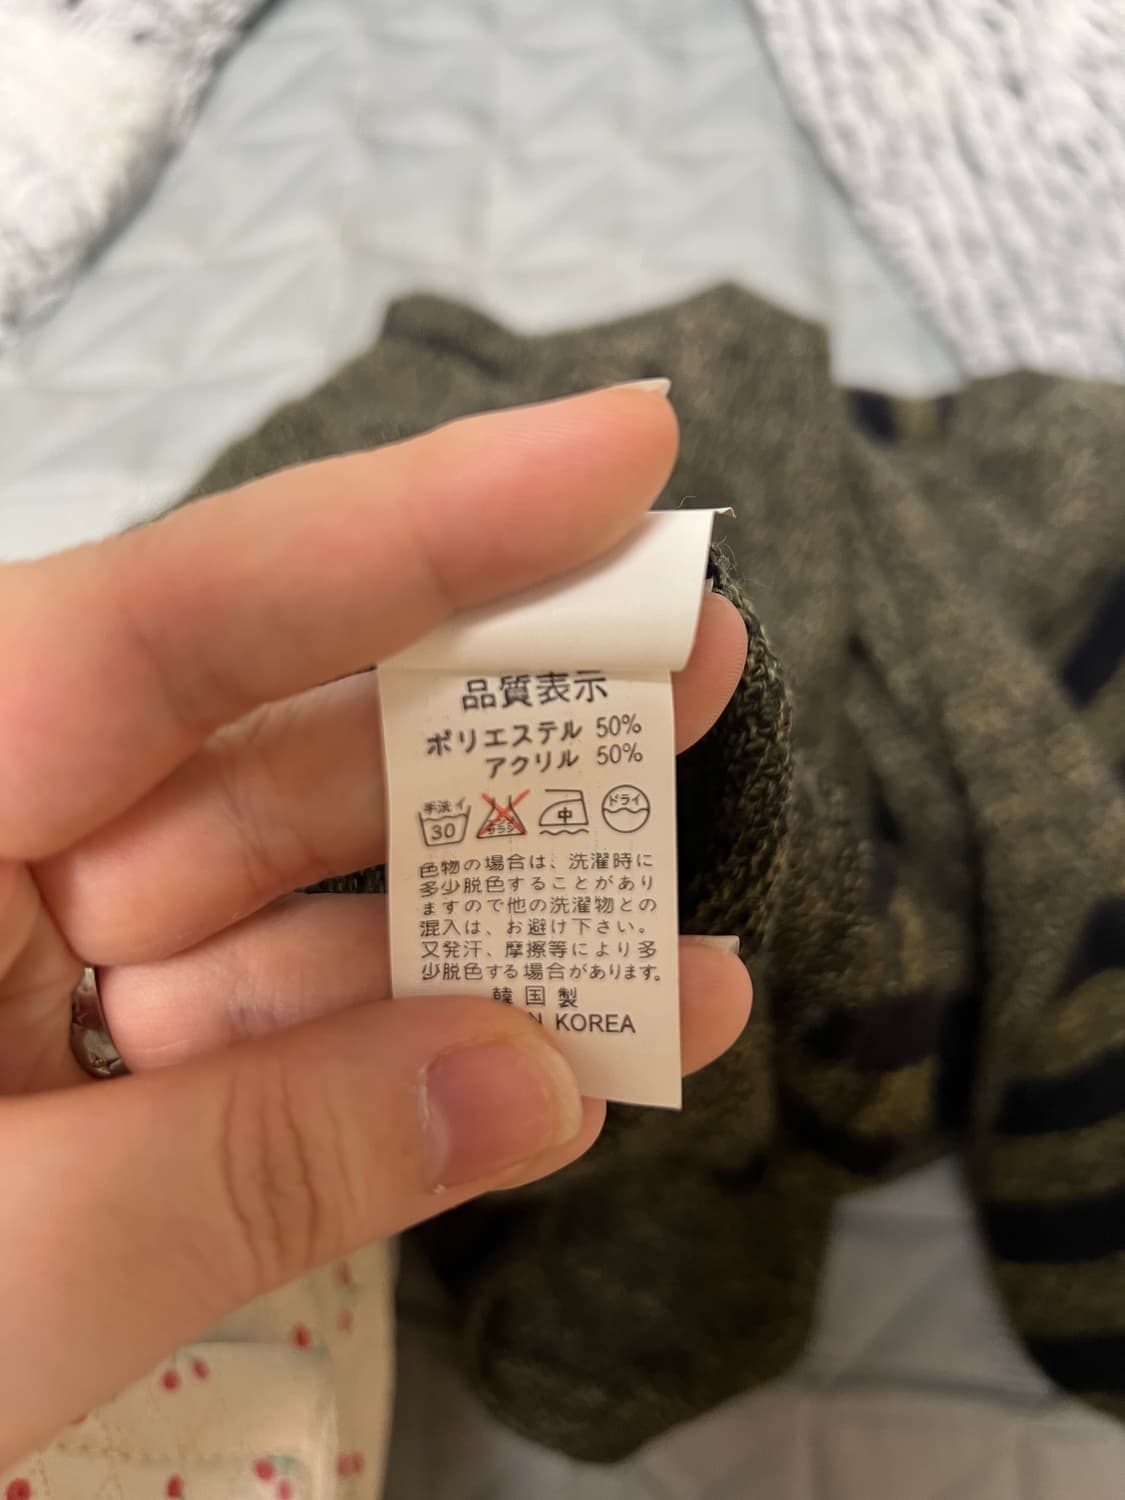 品質表示
ポリエステル 50%
アクリル 50%
手洗イ 30 中 ドライ
色物の場合は、洗濯時に
多少脱色することがあり
ますので他の洗濯物との
混入は、お避け下さい。
又発汗、摩擦等により多
少脱色する場合があります。
韓国製
KOREA